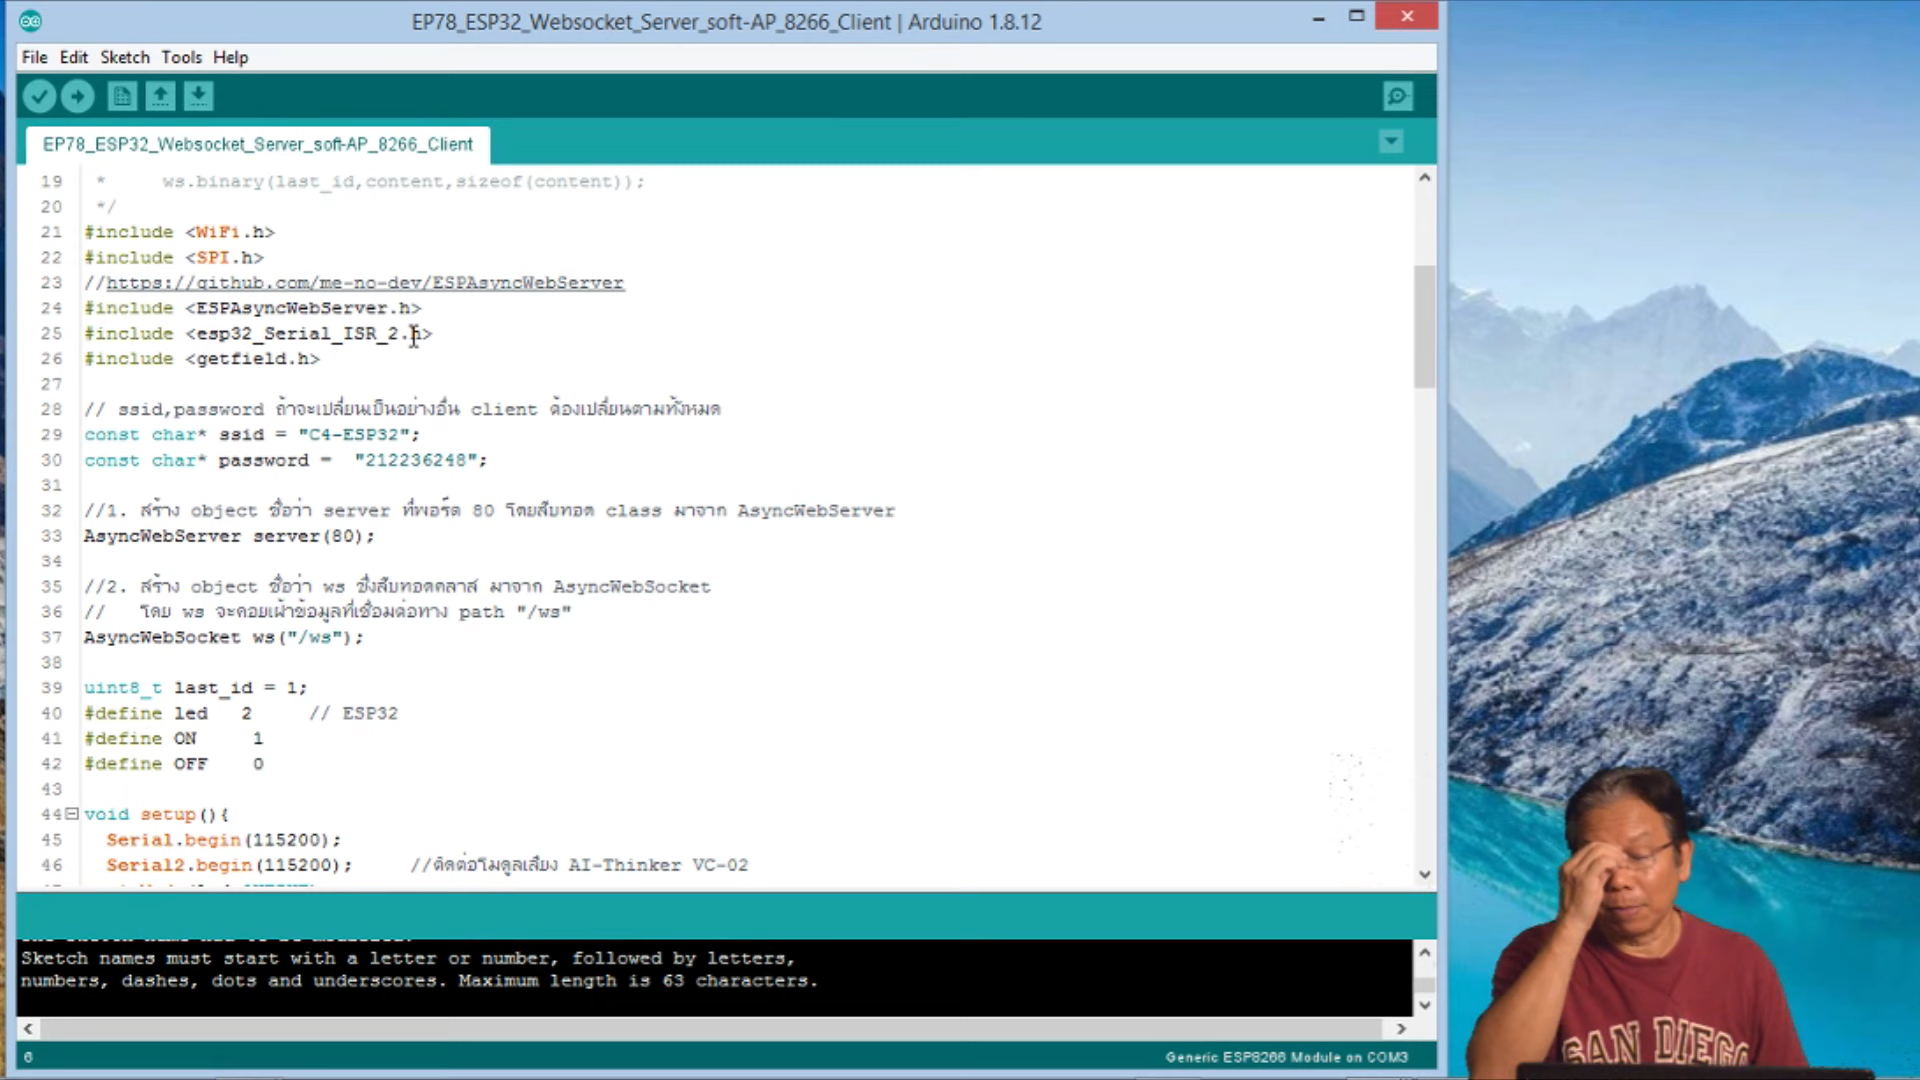 EP78_ESP32_Websocket_Server_soft-AP_8266_Client | Arduino 1.8.12
File Edit Sketch Tools Help
EP78_ESP32_Websocket_Server_soft-AP_8266_Client
19 * ws.binary(last_id,content,sizeof(content));
20 */
21 #include <WiFi.h>
22 #include <SPI.h>
23 //https://github.com/me-no-dev/ESPAsyncWebServer
24 #include <ESPAsyncWebServer.h>
25 #include <esp32_Serial_ISR_2.h>
26 #include <getfield.h>
27
28 // ssid,password ถ้าจะเปลี่ยนเป็นอย่างอื่น client ต้องเปลี่ยนตามทั้งหมด
29 const char* ssid = "C4-ESP32";
30 const char* password = "212236248";
31
32 //1. สร้าง object ชื่อว่า server ที่พอร์ต 80 โดยสืบทอด class มาจาก AsyncWebServer
33 AsyncWebServer server(80);
34
35 //2. สร้าง object ชื่อว่า ws ซึ่งสืบทอดคลาส มาจาก AsyncWebSocket
36 // โดย ws จะคอยเฝ้าข้อมูลที่เชื่อมต่อทาง path "/ws"
37 AsyncWebSocket ws("/ws");
38
39 uint8_t last_id = 1;
40 #define led 2 // ESP32
41 #define ON 1
42 #define OFF 0
43
44 void setup(){
45 Serial.begin(115200);
46 Serial2.begin(115200); //ติดต่อโมดูลเสียง AI-Thinker VC-02
Sketch names must start with a letter or number, followed by letters,
numbers, dashes, dots and underscores. Maximum length is 63 characters.
6
Generic ESP8266 Module on COM3
SAN DIEGO